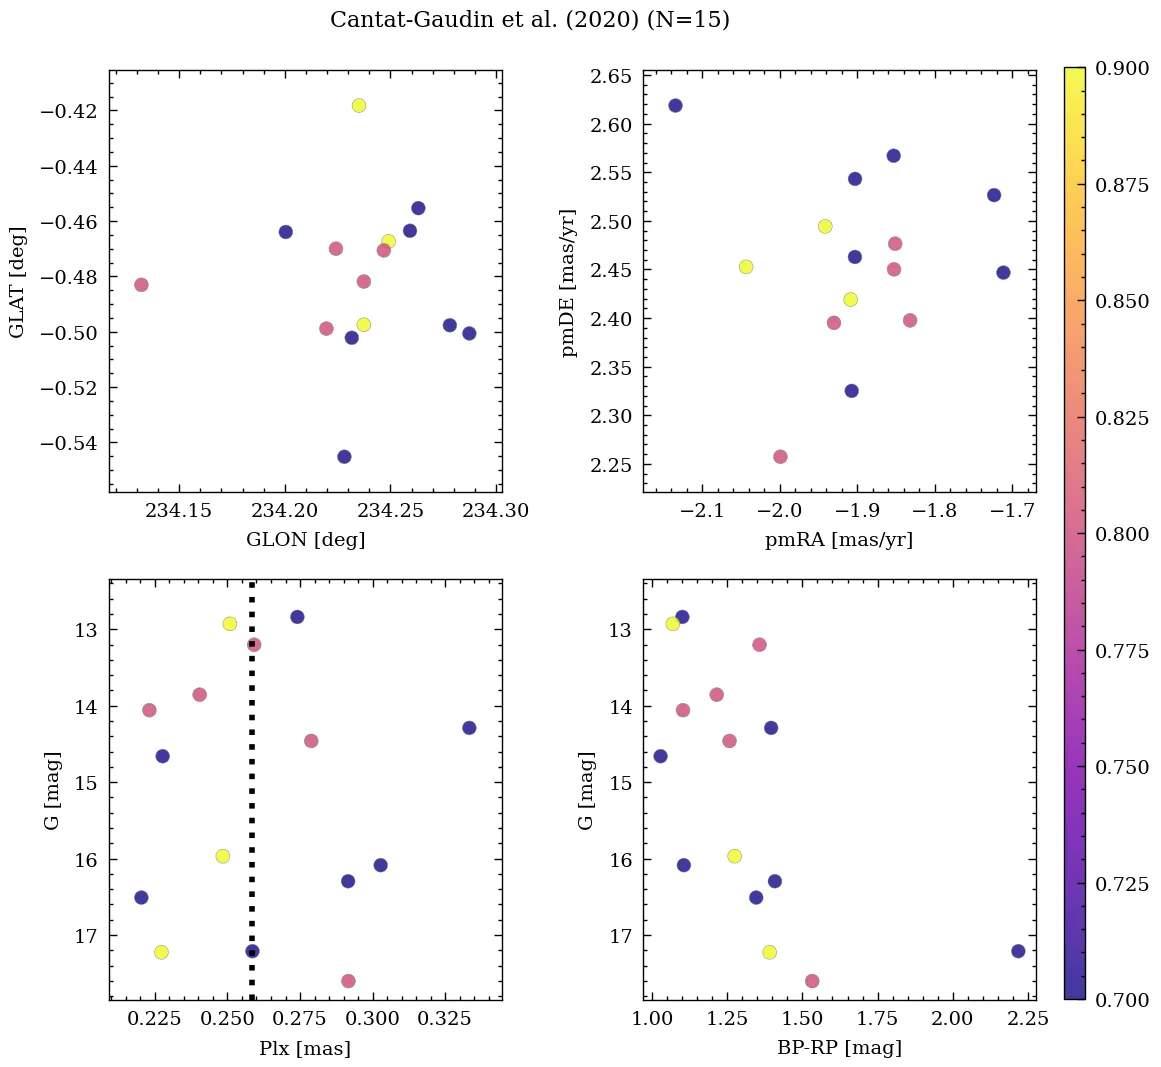 Cantat-Gaudin et al. (2020) (N=15)
−0.42
−0.44
−0.46
−0.48
−0.50
−0.52
−0.54
GLAT [deg]
234.15 234.20 234.25 234.30
GLON [deg]
2.65
2.60
2.55
2.50
2.45
2.40
2.35
2.30
2.25
pmDE [mas/yr]
−2.1 −2.0 −1.9 −1.8 −1.7
pmRA [mas/yr]
13
14
15
16
17
G [mag]
0.225 0.250 0.275 0.300 0.325
Plx [mas]
13
14
15
16
17
G [mag]
1.00 1.25 1.50 1.75 2.00 2.25
BP-RP [mag]
0.900
0.875
0.850
0.825
0.800
0.775
0.750
0.725
0.700